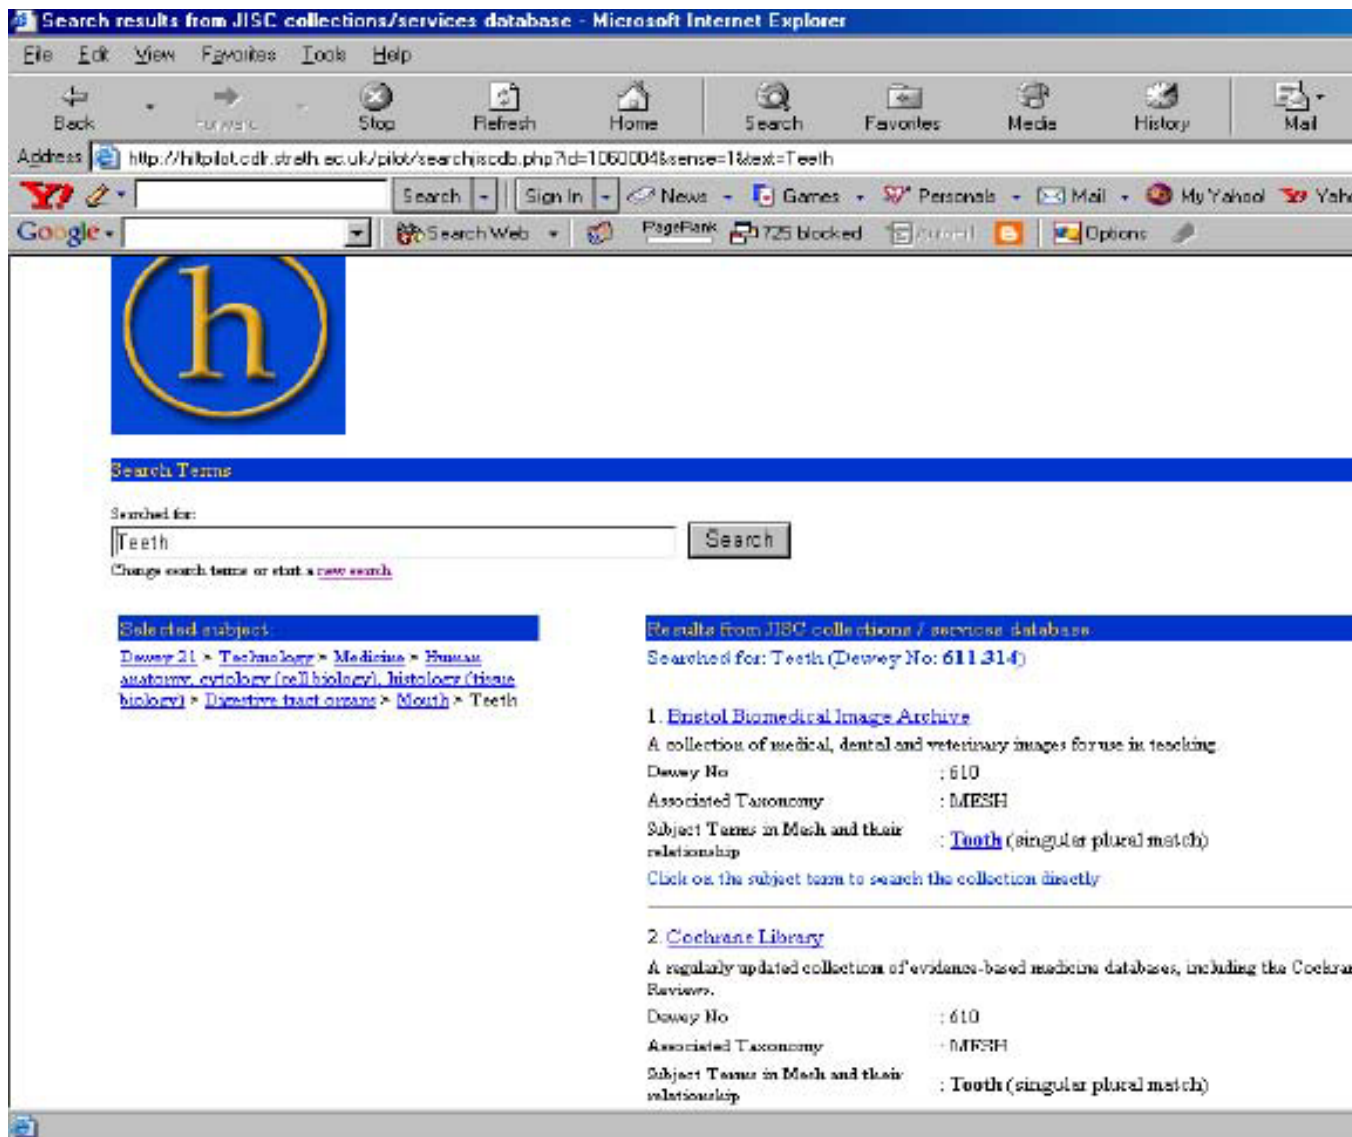 Search results from JISC collections/services database - Microsoft Internet Explorer
File Edit View Favorites Tools Help
Back Forward Stop Refresh Home Search Favorites Media History Mail
Address http://hiltpilot.cdlr.strath.ac.uk/pilot/searchjiscdb.php?id=1060004&sense=1&text=Teeth
Y! Search Sign In News Games Personals Mail My Yahoo! Yaho
Google Search Web PageRank 725 blocked AutoFill Options
h
Search Terms
Searched for:
Teeth Search
Change search terms or start a new search
Selected subject:
Dewey 21 > Technology > Medicine > Human
anatomy, cytology (cell biology), histology (tissue
biology) > Digestive tract organs > Mouth > Teeth
Results from JISC collections / services database
Searched for: Teeth (Dewey No: 611.314)
1. Bristol Biomedical Image Archive
A collection of medical, dental and veterinary images for use in teaching.
Dewey No : 610
Associated Taxonomy : MESH
Subject Terms in Mesh and their
relationship : Tooth (singular plural match)
Click on the subject term to search the collection directly
2. Cochrane Library
A regularly updated collection of evidence-based medicine databases, including the Cochra
Reviews.
Dewey No : 610
Associated Taxonomy : MESH
Subject Terms in Mesh and their
relationship : Tooth (singular plural match)